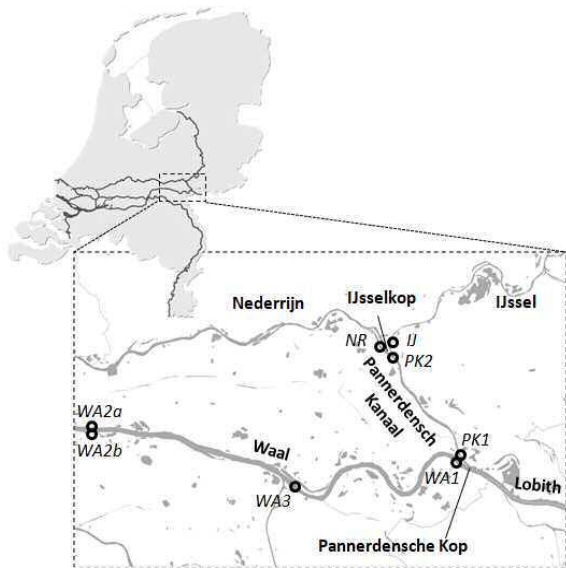 Nederrijn
IJsselkop
IJssel
NR
IJ
PK2
Pannerdensch
Kanaal
WA2a
WA2b
Waal
PK1
WA1
WA3
Lobith
Pannerdensche Kop